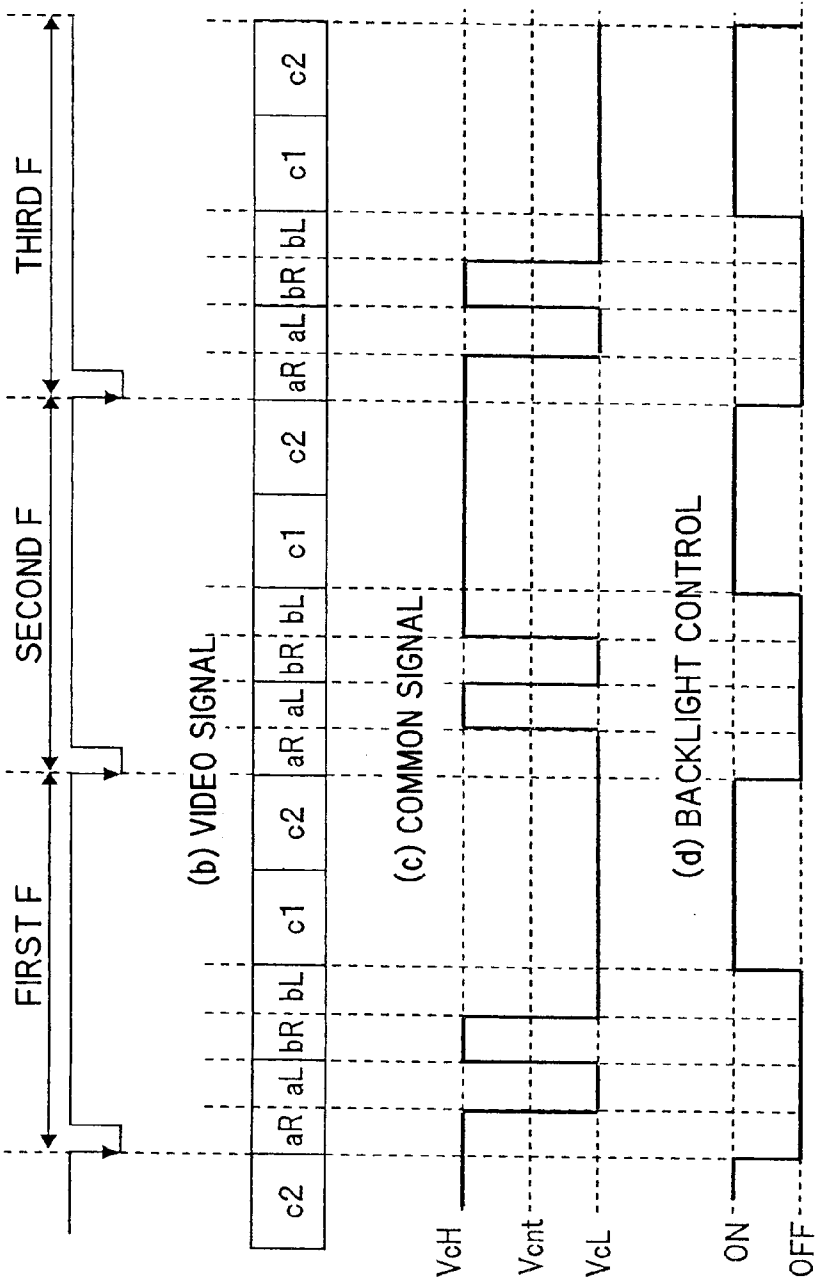 FIRST F SECOND F THIRD F
(b) VIDEO SIGNAL
c2 aR aL bR bL c1 c2 aR aL bR bL c1 c2 aR aL bR bL c1 c2
(c) COMMON SIGNAL
VcH
Vcnt
VcL
(d) BACKLIGHT CONTROL
ON
OFF